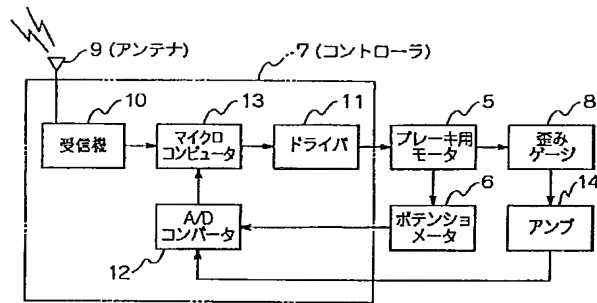 9 (アンテナ)
7 (コントローラ)
10
13
11
5
8
受信機
マイクロ
コンピュータ
ドライバ
ブレーキ用
モータ
歪み
ゲージ
6
14
A/D
コンバータ
ポテンショ
メータ
アンプ
12